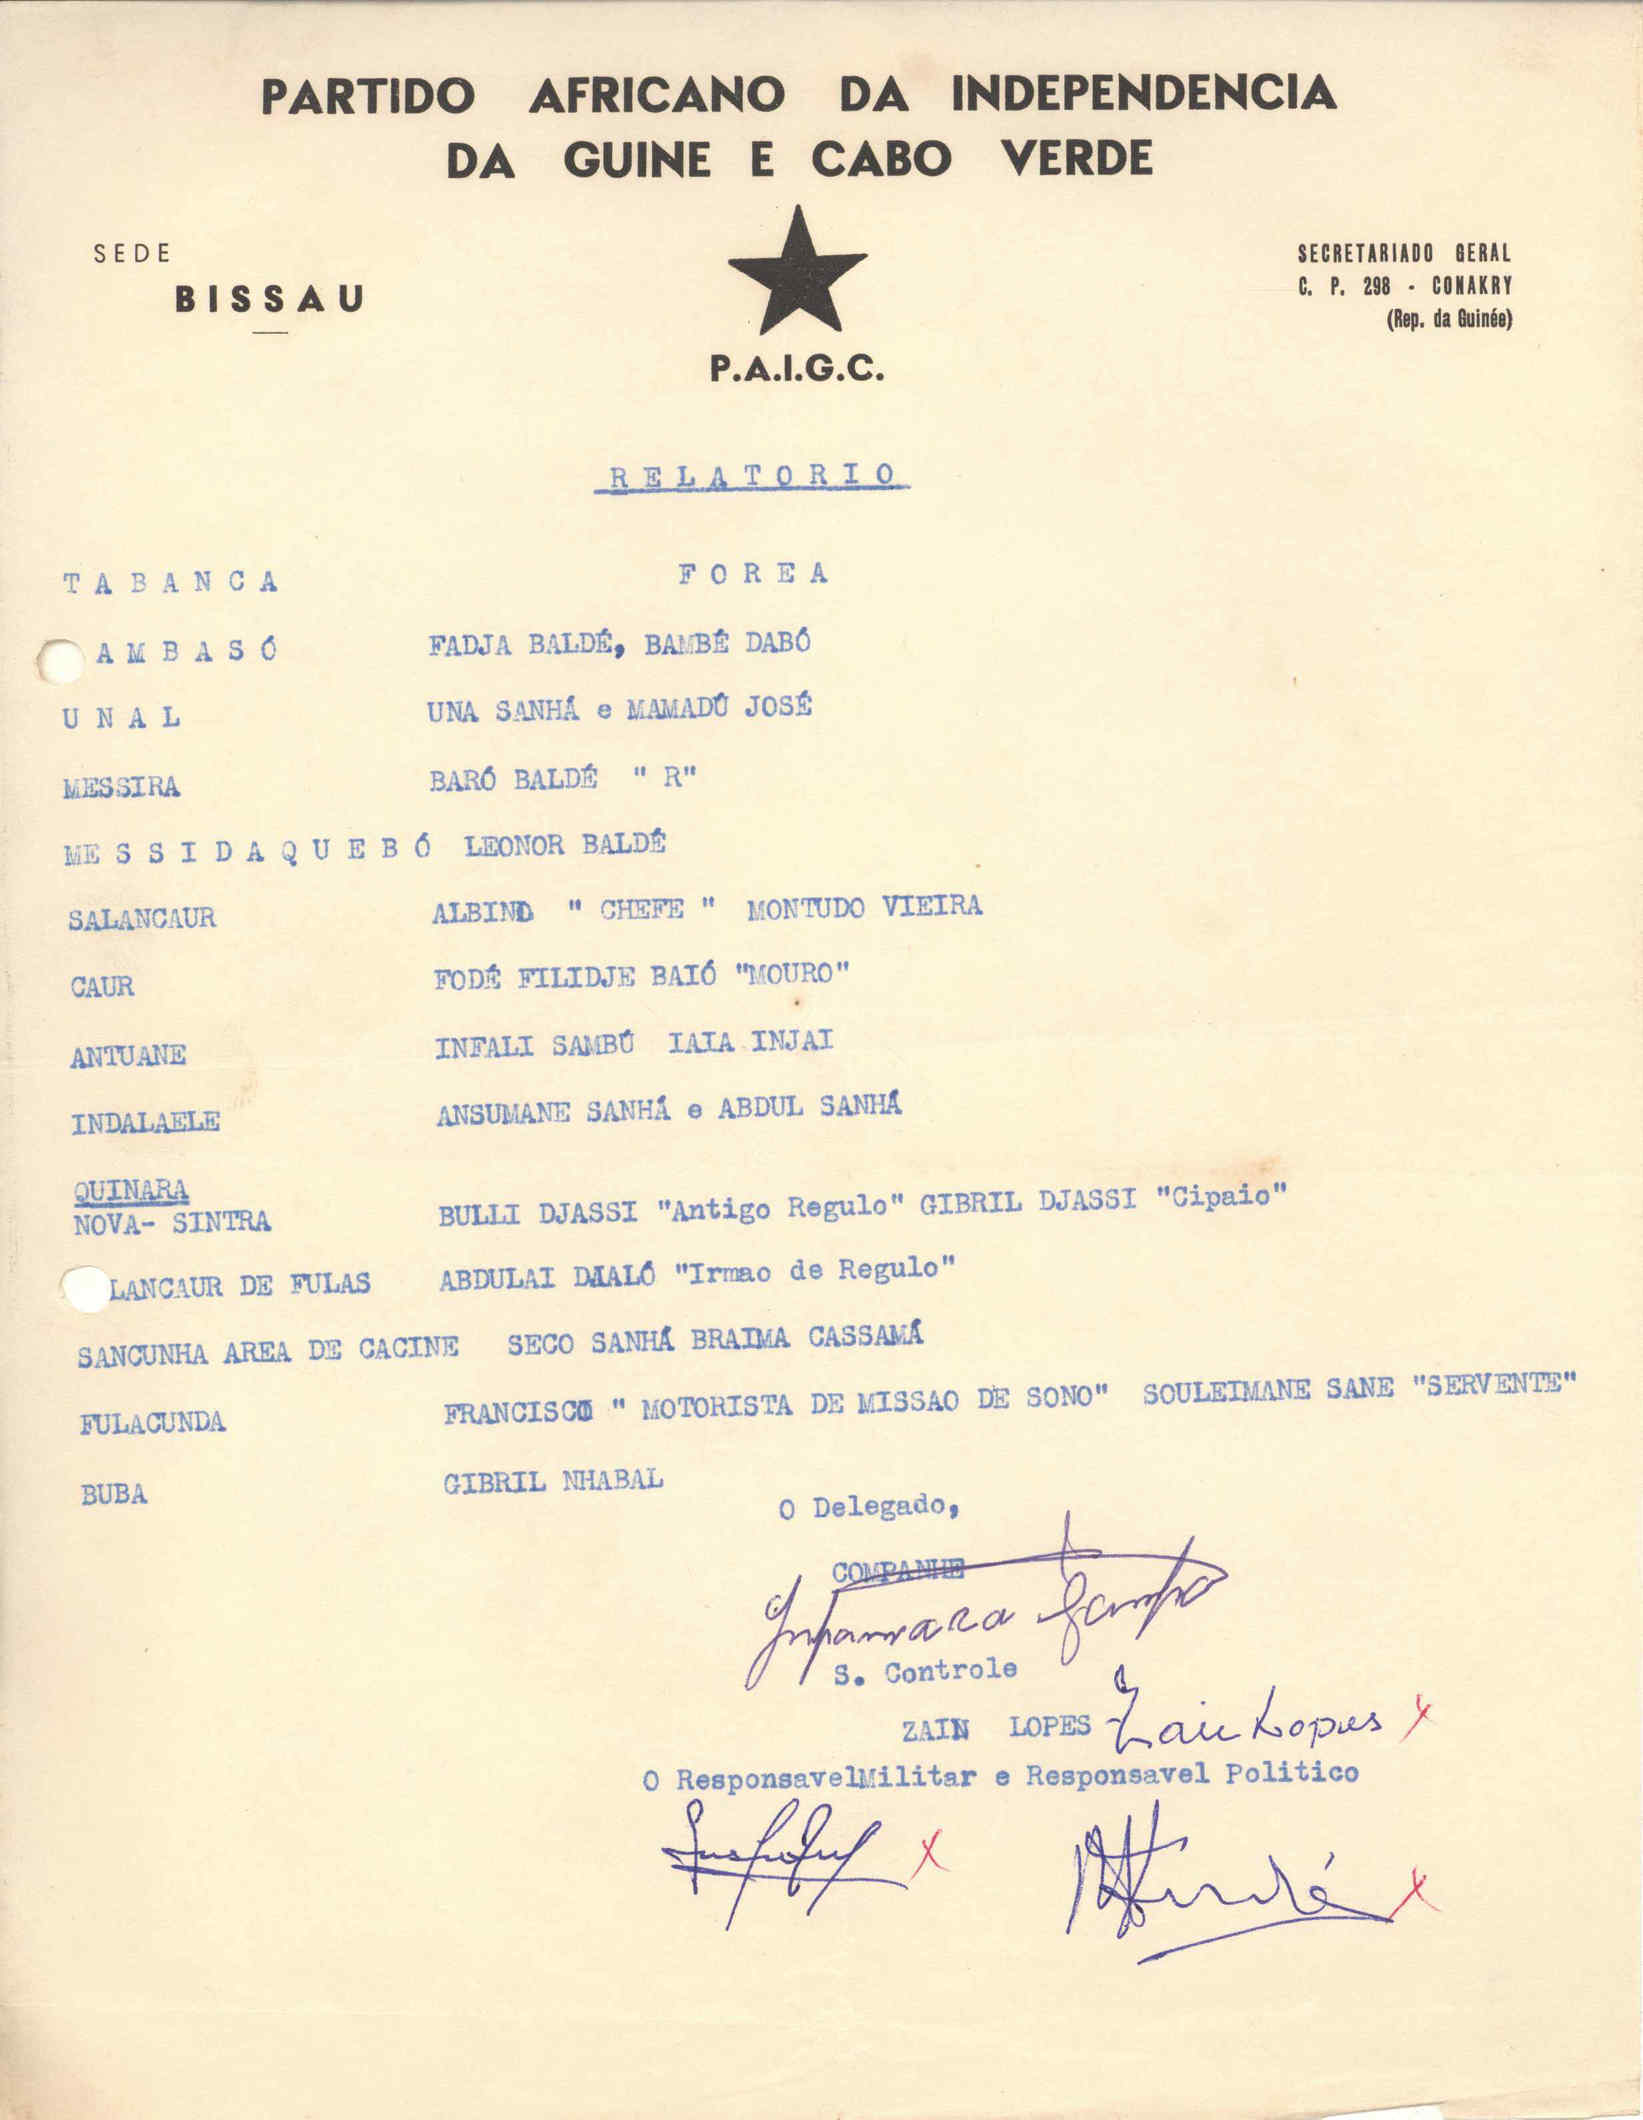 PARTIDO AFRICANO DA INDEPENDENCIA
DA GUINE E CABO VERDE
SEDE
BISSAU
SECRETARIADO GERAL
C. P. 298 - CONAKRY
(Rep. da Guinée)
P.A.I.G.C.
RELATORIO
TABANCA FOREA
AMBASÓ FADJA BALDÉ, BAMBÉ DABÓ
UNAL UNA SANHÁ e MAMADÚ JOSÉ
MESSIRA BARÓ BALDÉ " R"
MESSIDAQUEBÓ LEONOR BALDÉ
SALANCAUR ALBINO " CHEFE " MONTUDO VIEIRA
CAUR FODÉ FILIDJE BAIÓ "MOURO"
ANTUANE INFALI SAMBÚ IAIA INJAI
INDALAELE ANSUMANE SANHÁ e ABDUL SANHÁ
QUINARA
NOVA- SINTRA BULLI DJASSI "Antigo Regulo" GIBRIL DJASSI "Cipaio"
LANCAUR DE FULAS ABDULAI DJALÓ "Irmao de Regulo"
SANCUNHA AREA DE CACINE SECO SANHÁ BRAIMA CASSAMÁ
FULACUNDA FRANCISCO " MOTORISTA DE MISSAO DE SONO" SOULEIMANE SANE "SERVENTE"
BUBA GIBRIL NHABAL
O Delegado,
COMPANHE
S. Controle
ZAIN LOPES Zain Lopes
O ResponsavelMilitar e Responsavel Politico